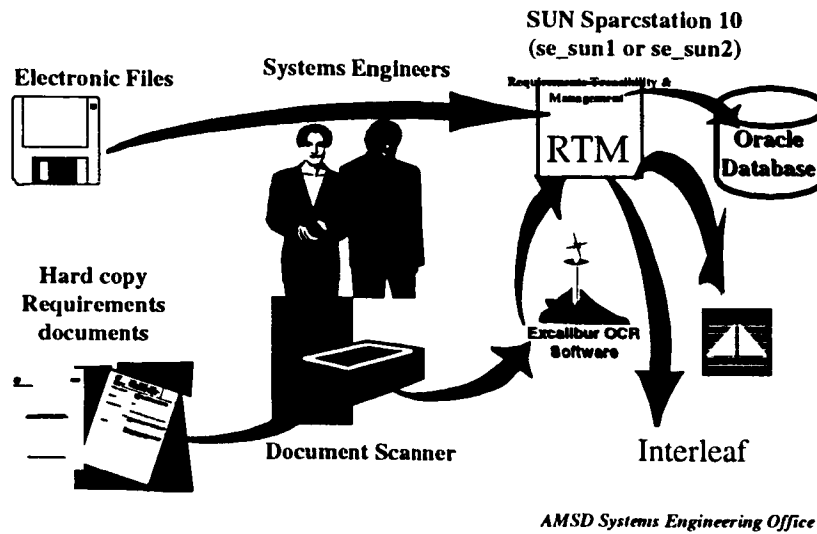 SUN Sparcstation 10
(se_sun1 or se_sun2)
Electronic Files
Systems Engineers
Requirements Traceibility &
Management
RTM
Oracle
Database
Hard copy
Requirements
documents
Excalibur OCR
Software
Document Scanner
Interleaf
AMSD Systems Engineering Office